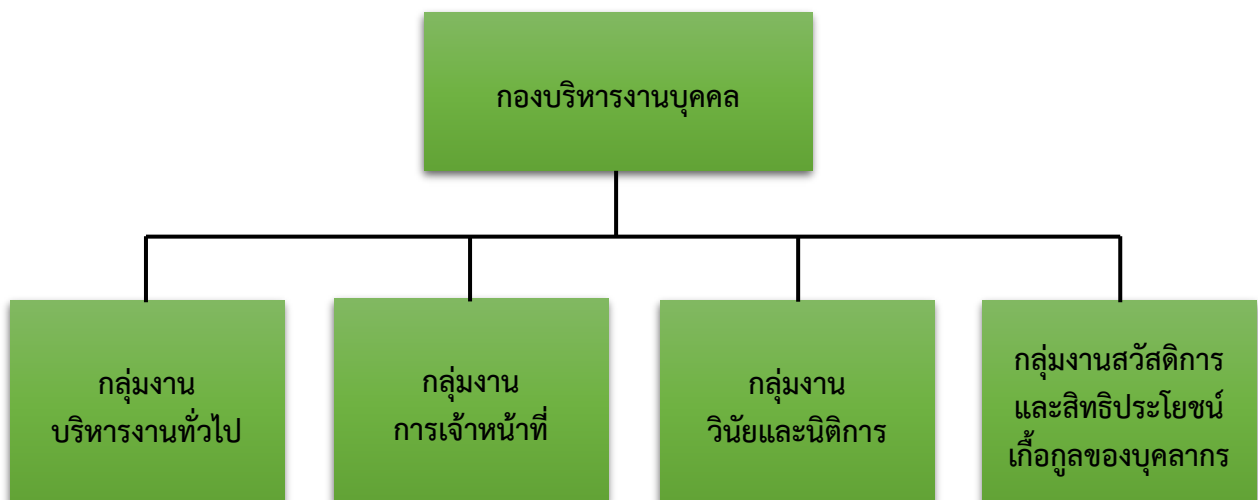 กองบริหารงานบุคคล
กลุ่มงาน
บริหารงานทั่วไป
กลุ่มงาน
การเจ้าหน้าที่
กลุ่มงาน
วินัยและนิติการ
กลุ่มงานสวัสดิการ
และสิทธิประโยชน์
เกื้อกูลของบุคลากร